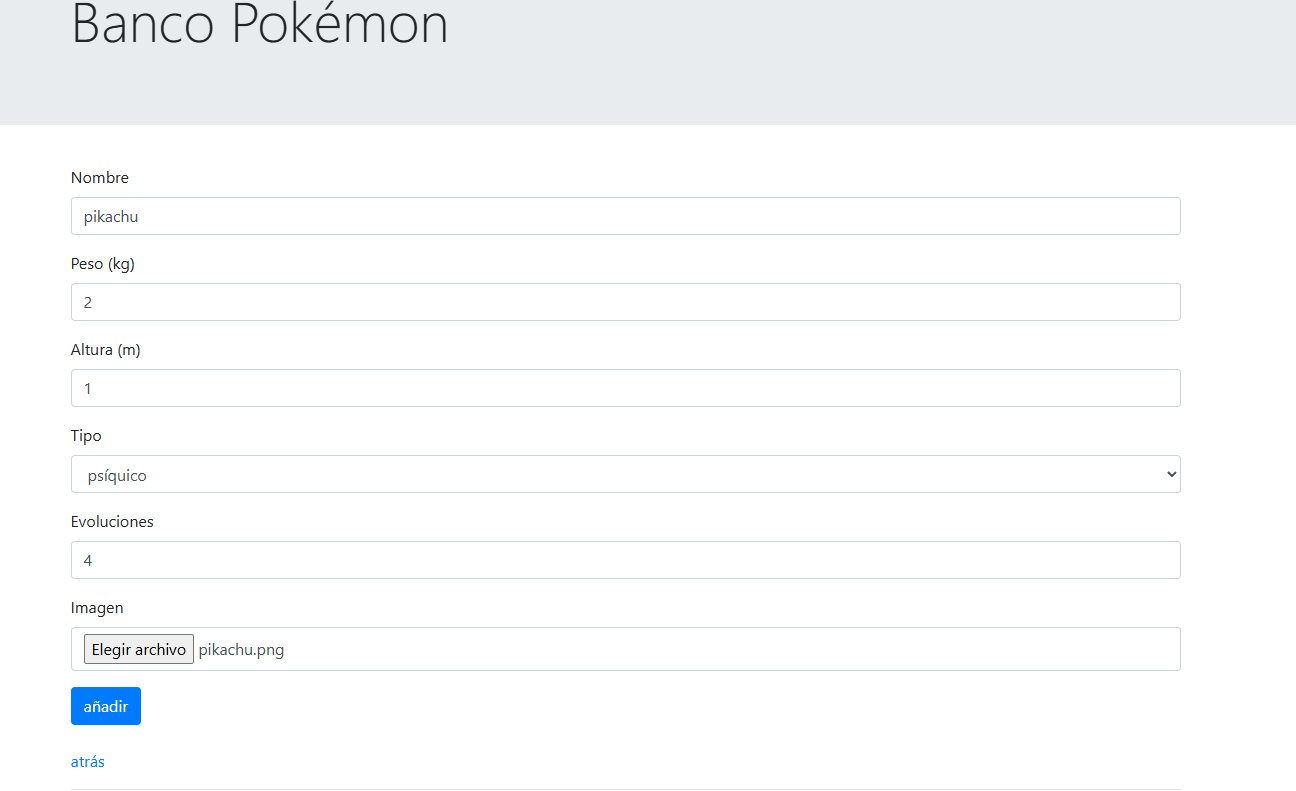 Banco Pokémon
Nombre
pikachu
Peso (kg)
2
Altura (m)
1
Tipo
psíquico
Evoluciones
4
Imagen
Elegir archivo pikachu.png
añadir
atrás